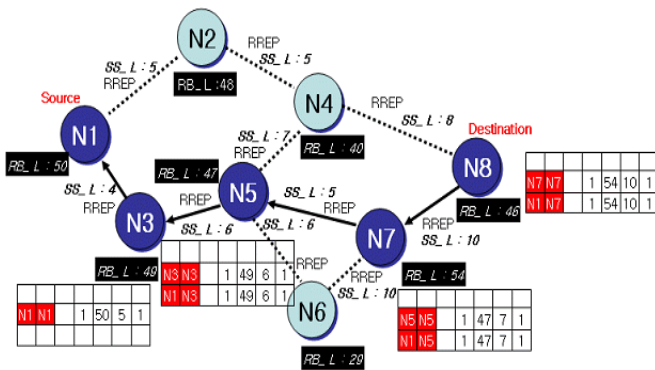 N2
RREP
SS_L : 5
SS_L : 5
RREP
RB_L :48
N4
RREP
SS_L : 8
Source
N1
Destination
SS_L : 7
RREP
RB_L : 40
N8
RB_L : 50
RB_L : 47
N5
SS_L : 4
RREP
RREP
SS_L : 5
N7 N7 1 54 10 1
N1 N7 1 54 10 1
RB_L : 46
N3
SS_L : 6
SS_L : 6
RREP
N7
RREP
SS_L : 10
RB_L : 49
N3 N3 1 49 6 1
N1 N3 1 49 6 1
RREP
RREP
SS_L : 10
RB_L : 54
N6
N1 N1 1 50 5 1
N5 N5 1 47 7 1
N1 N5 1 47 7 1
RB_L : 29